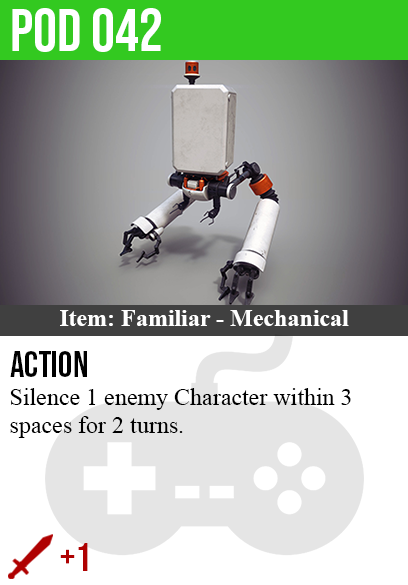 POD 042
Item: Familiar - Mechanical
ACTION
Silence 1 enemy Character within 3
spaces for 2 turns.
+1